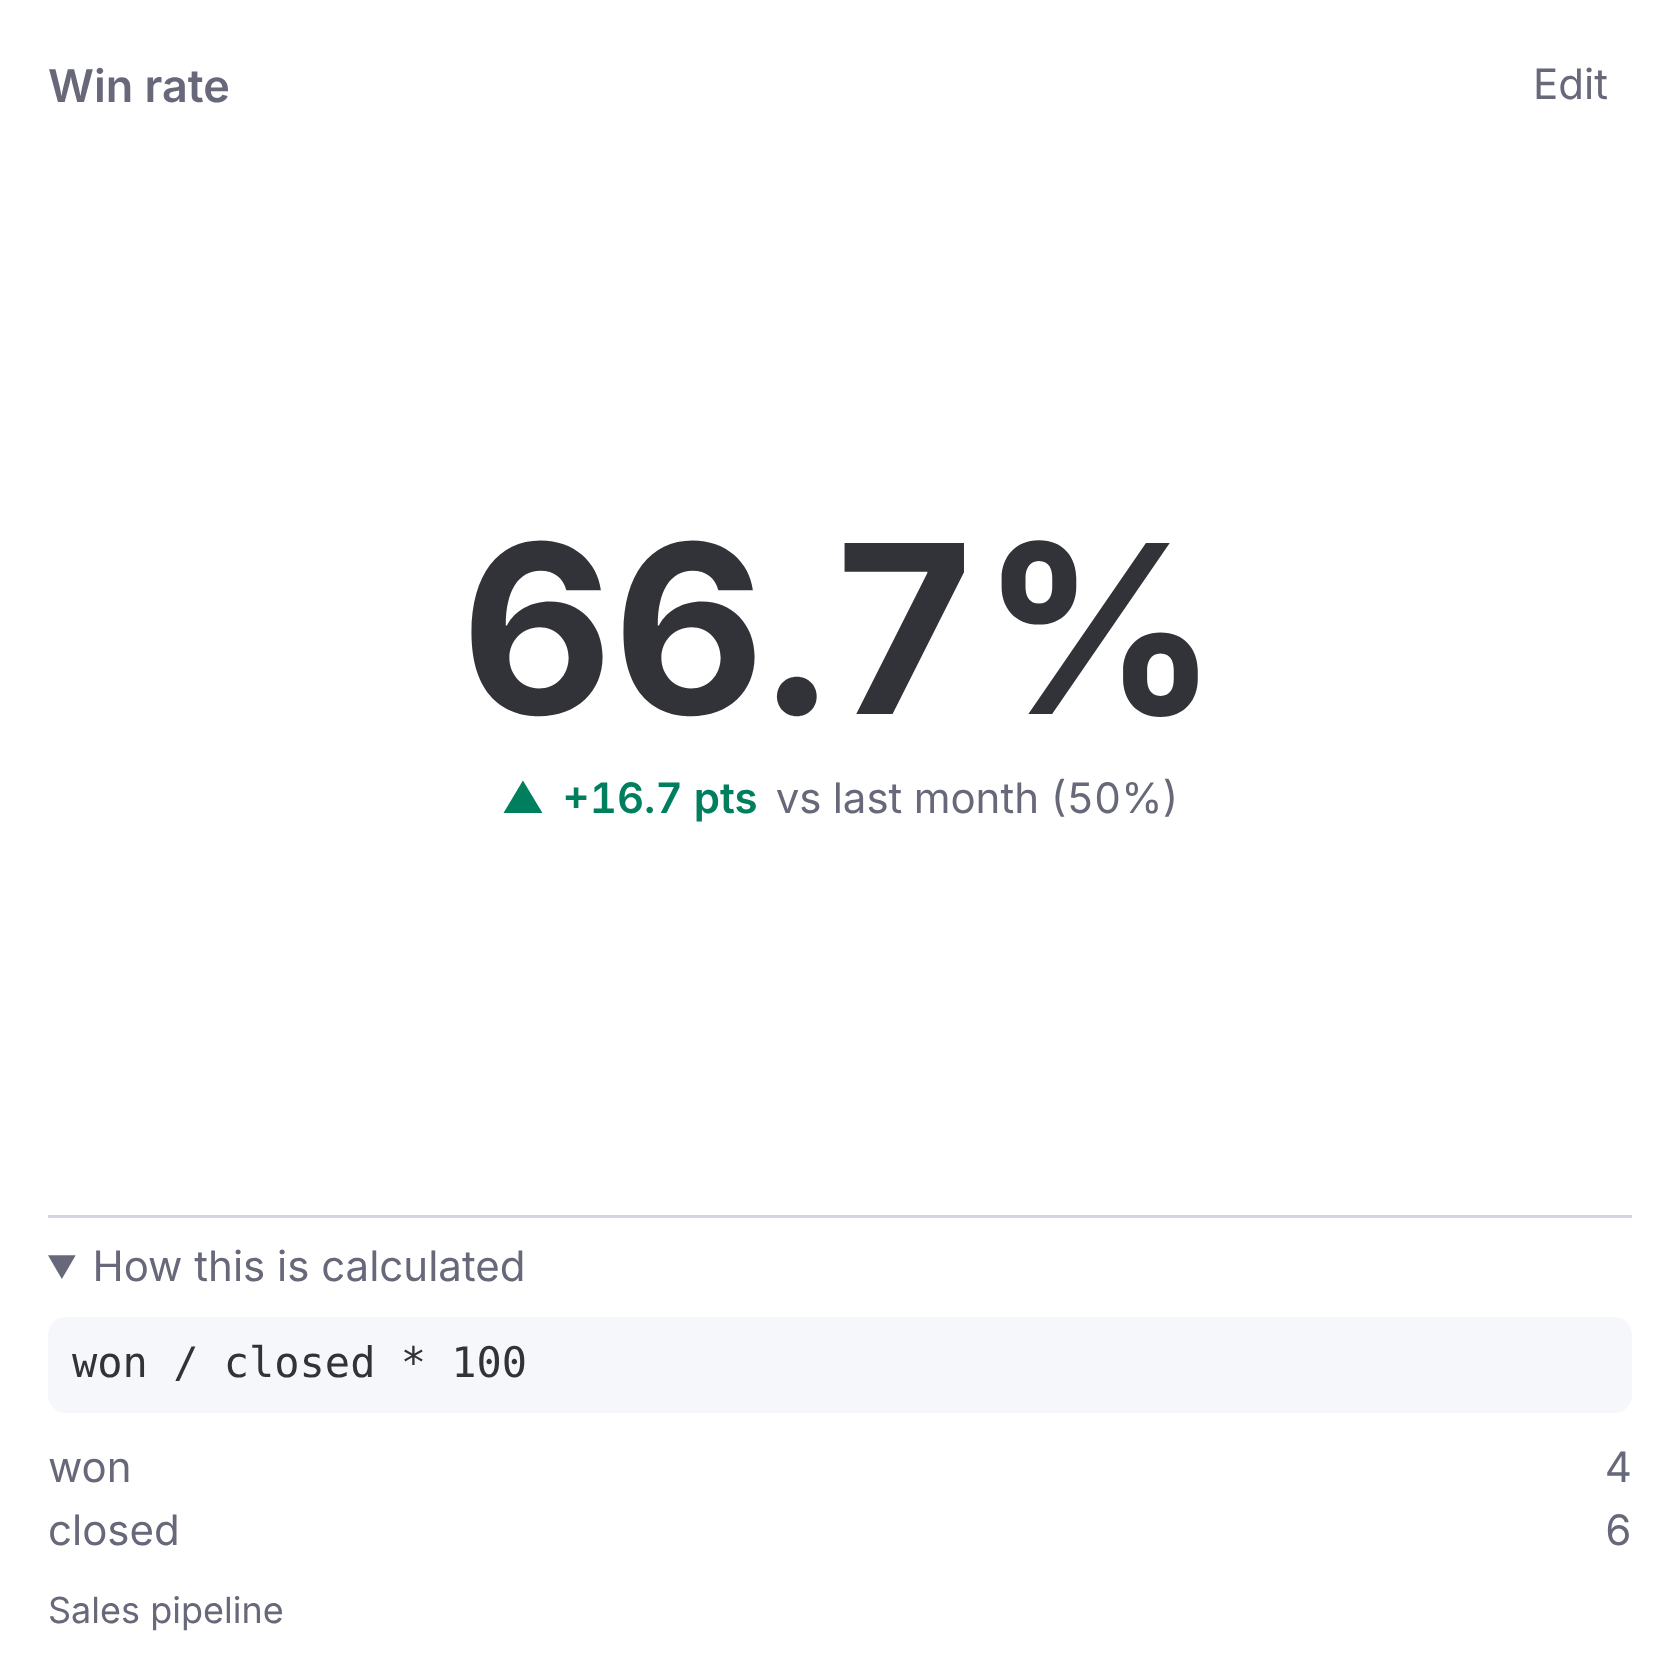 Win rate
Edit
66.7%
▲ +16.7 pts vs last month (50%)
▼ How this is calculated
won / closed * 100
won 4
closed 6
Sales pipeline